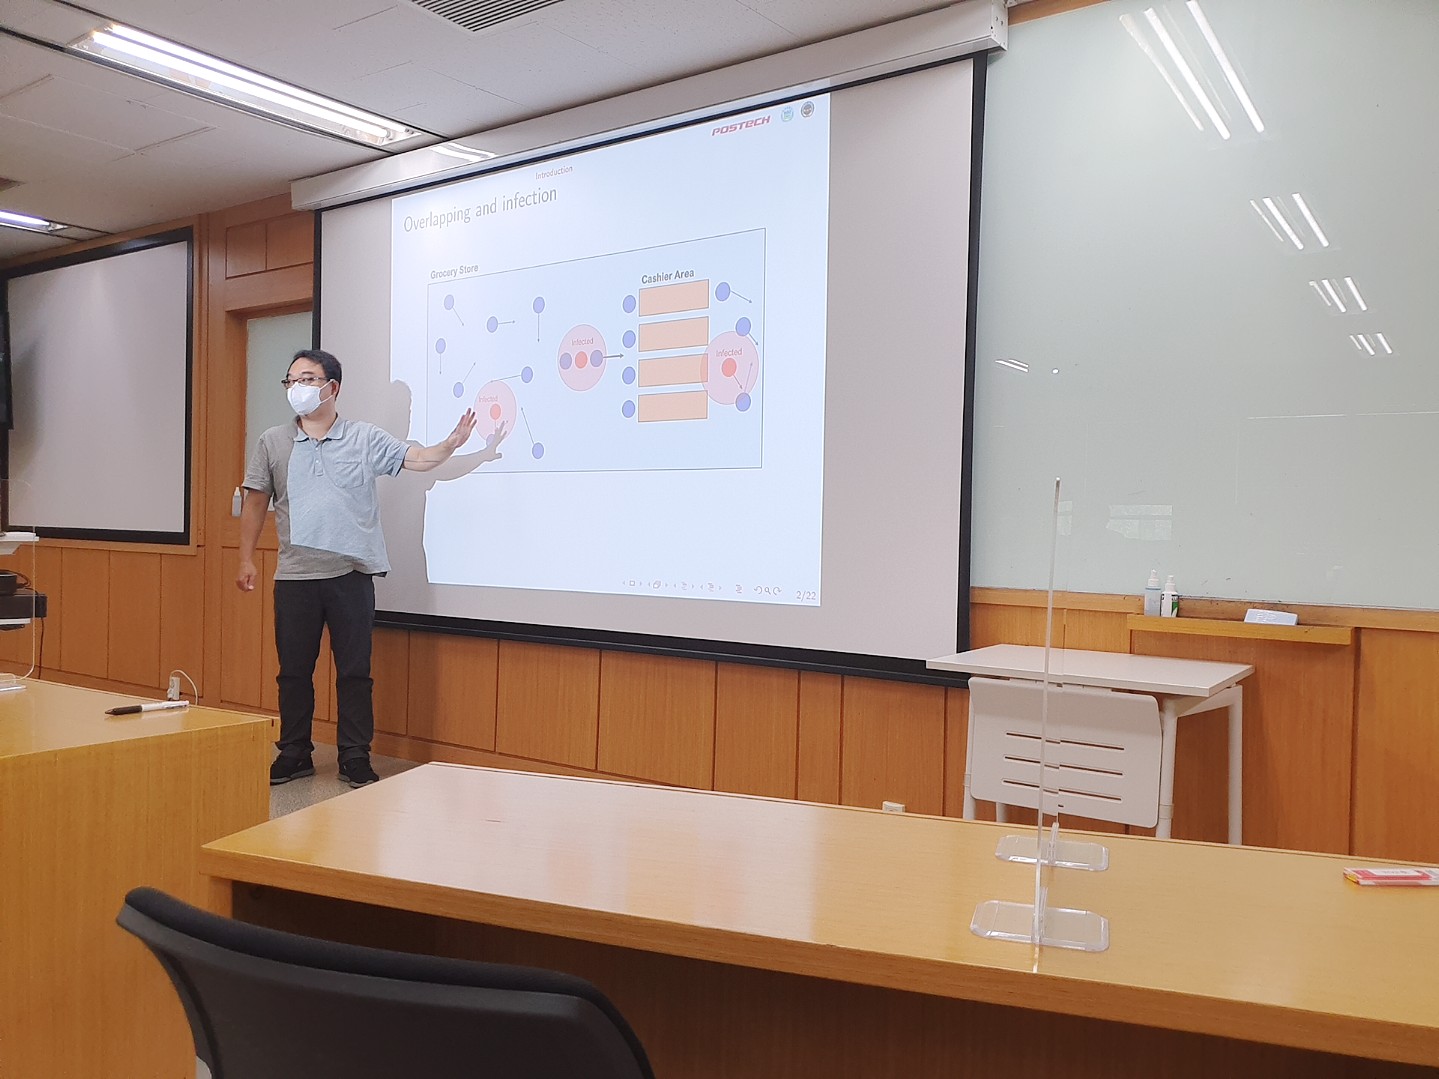 POSTECH
Introduction
Overlapping and infection
Grocery Store
Cashier Area
Infected
Infected
Infected
2/22